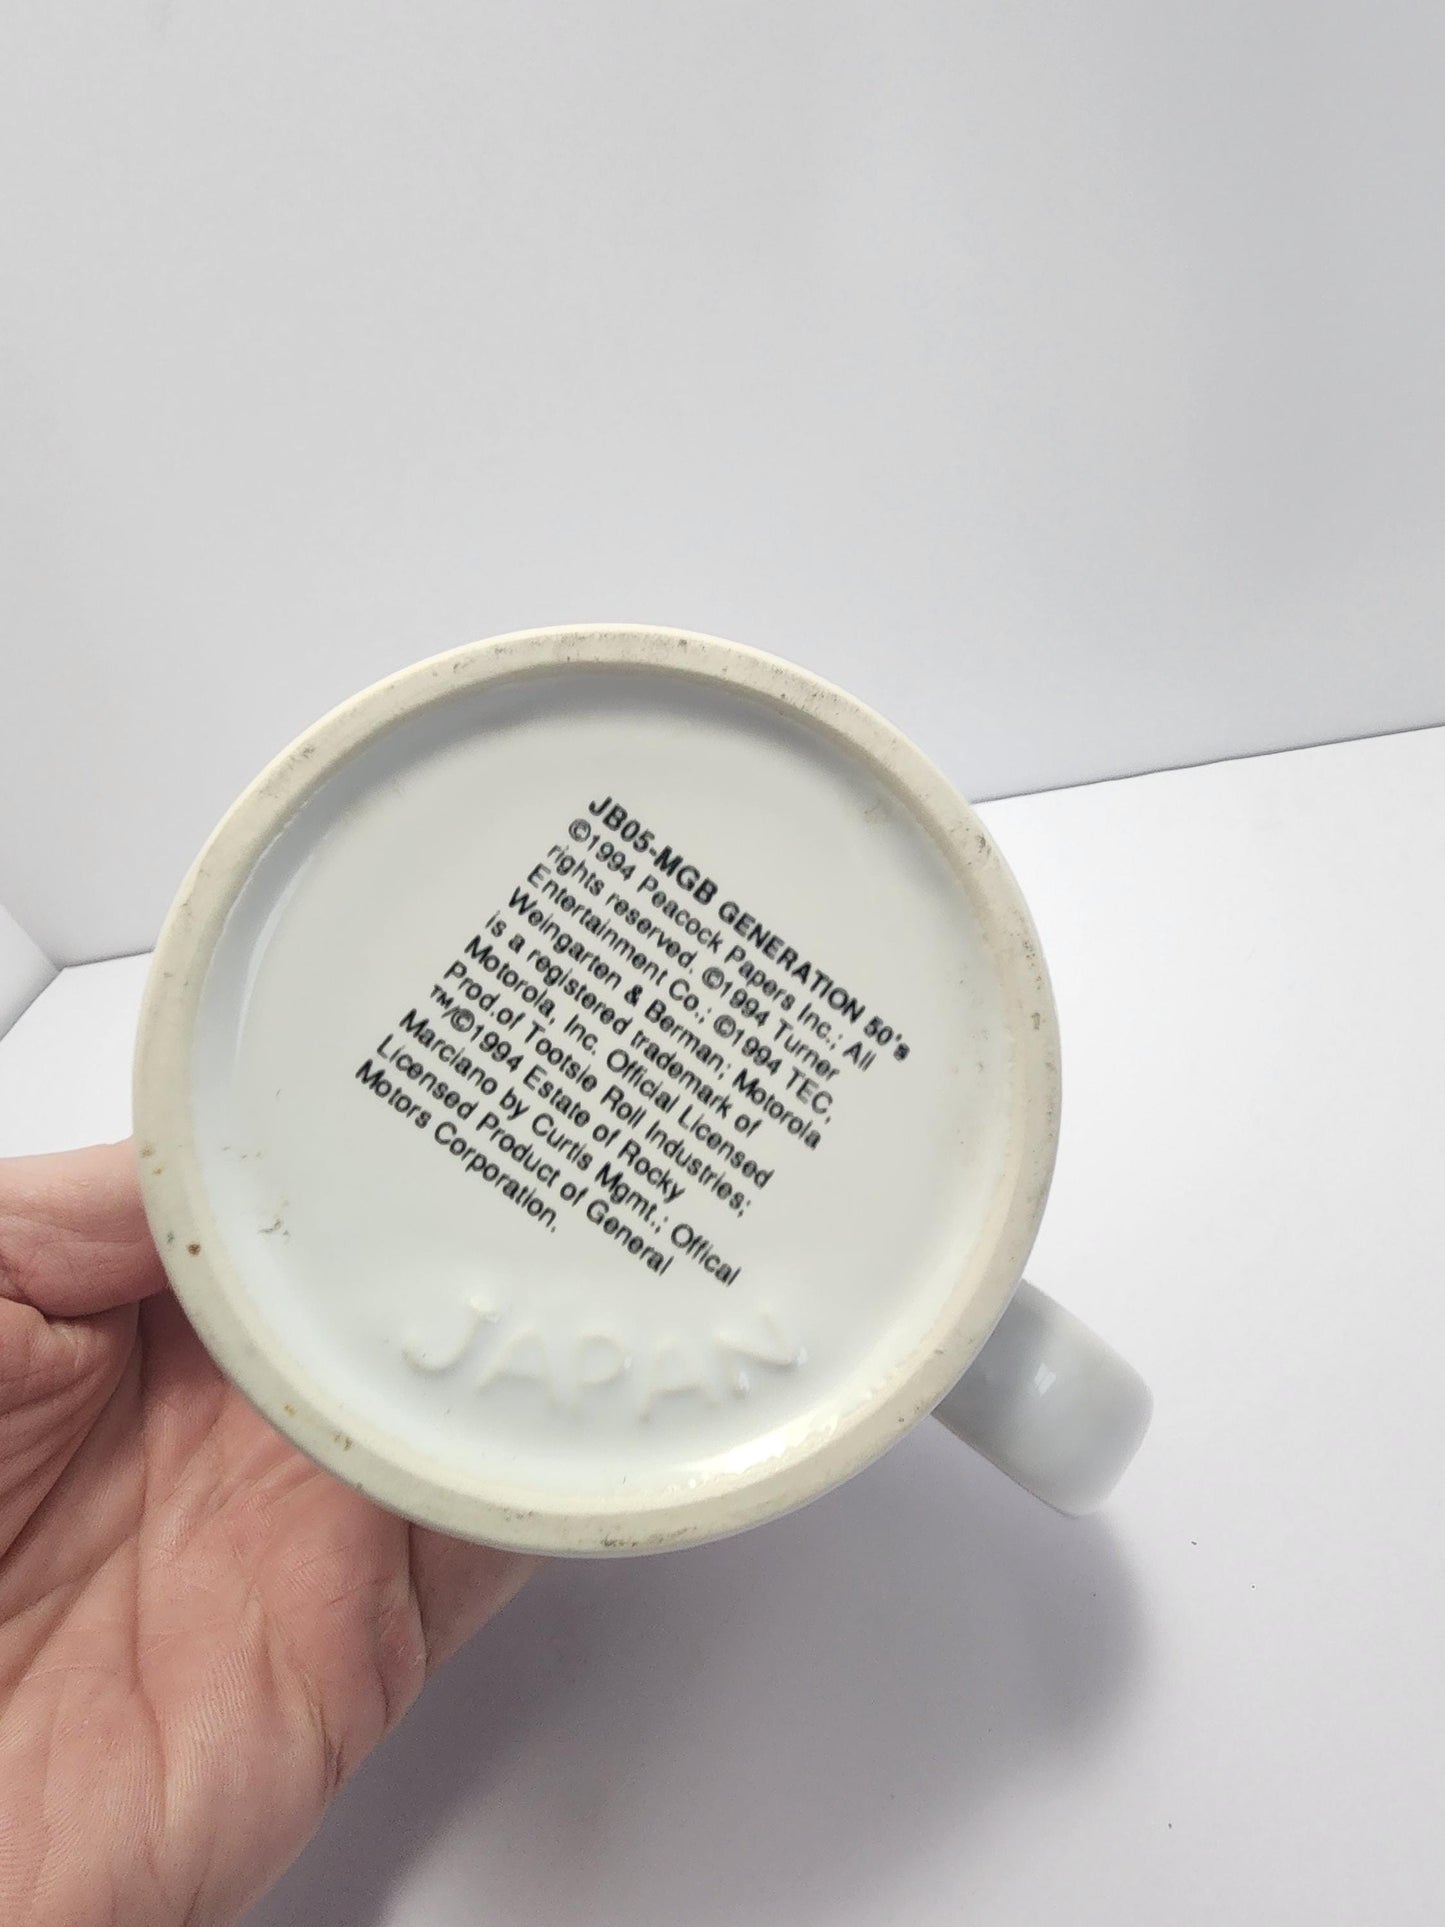 JB05-MGB GENERATION 50's
©1994 Peacock Papers Inc.; All
rights reserved. ©1994 Turner
Entertainment Co.; ©1994 TEC,
Weingarten & Berman; Motorola
is a registered trademark of
Motorola, Inc. Official Licensed
Prod.of Tootsie Roll Industries;
™/©1994 Estate of Rocky
Marciano by Curtis Mgmt.; Offical
Licensed Product of General
Motors Corporation.
JAPAN